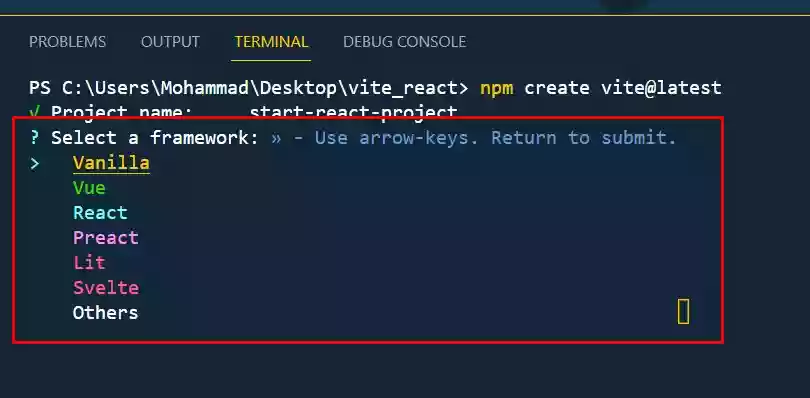 PROBLEMS OUTPUT TERMINAL DEBUG CONSOLE
PS C:\Users\Mohammad\Desktop\vite_react> npm create vite@latest
√ Project name: … start-react-project
? Select a framework: » - Use arrow-keys. Return to submit.
> Vanilla
Vue
React
Preact
Lit
Svelte
Others